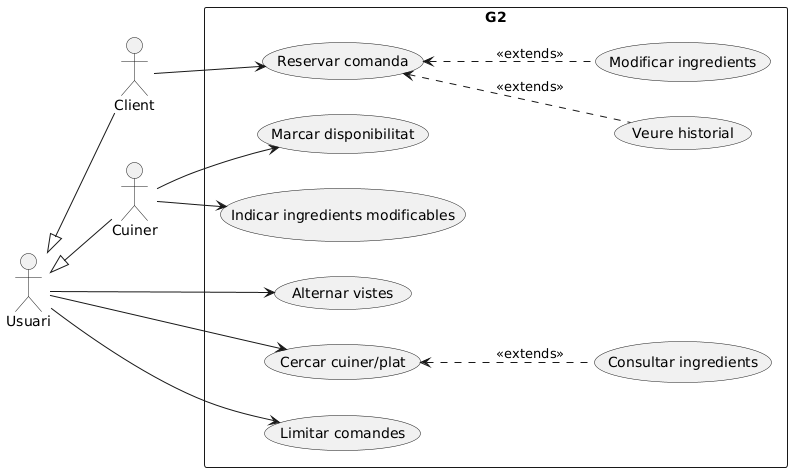 G2
Client
Reservar comanda
«extends»
Modificar ingredients
«extends»
Veure historial
Marcar disponibilitat
Cuiner
Indicar ingredients modificables
Usuari
Alternar vistes
Cercar cuiner/plat
«extends»
Consultar ingredients
Limitar comandes